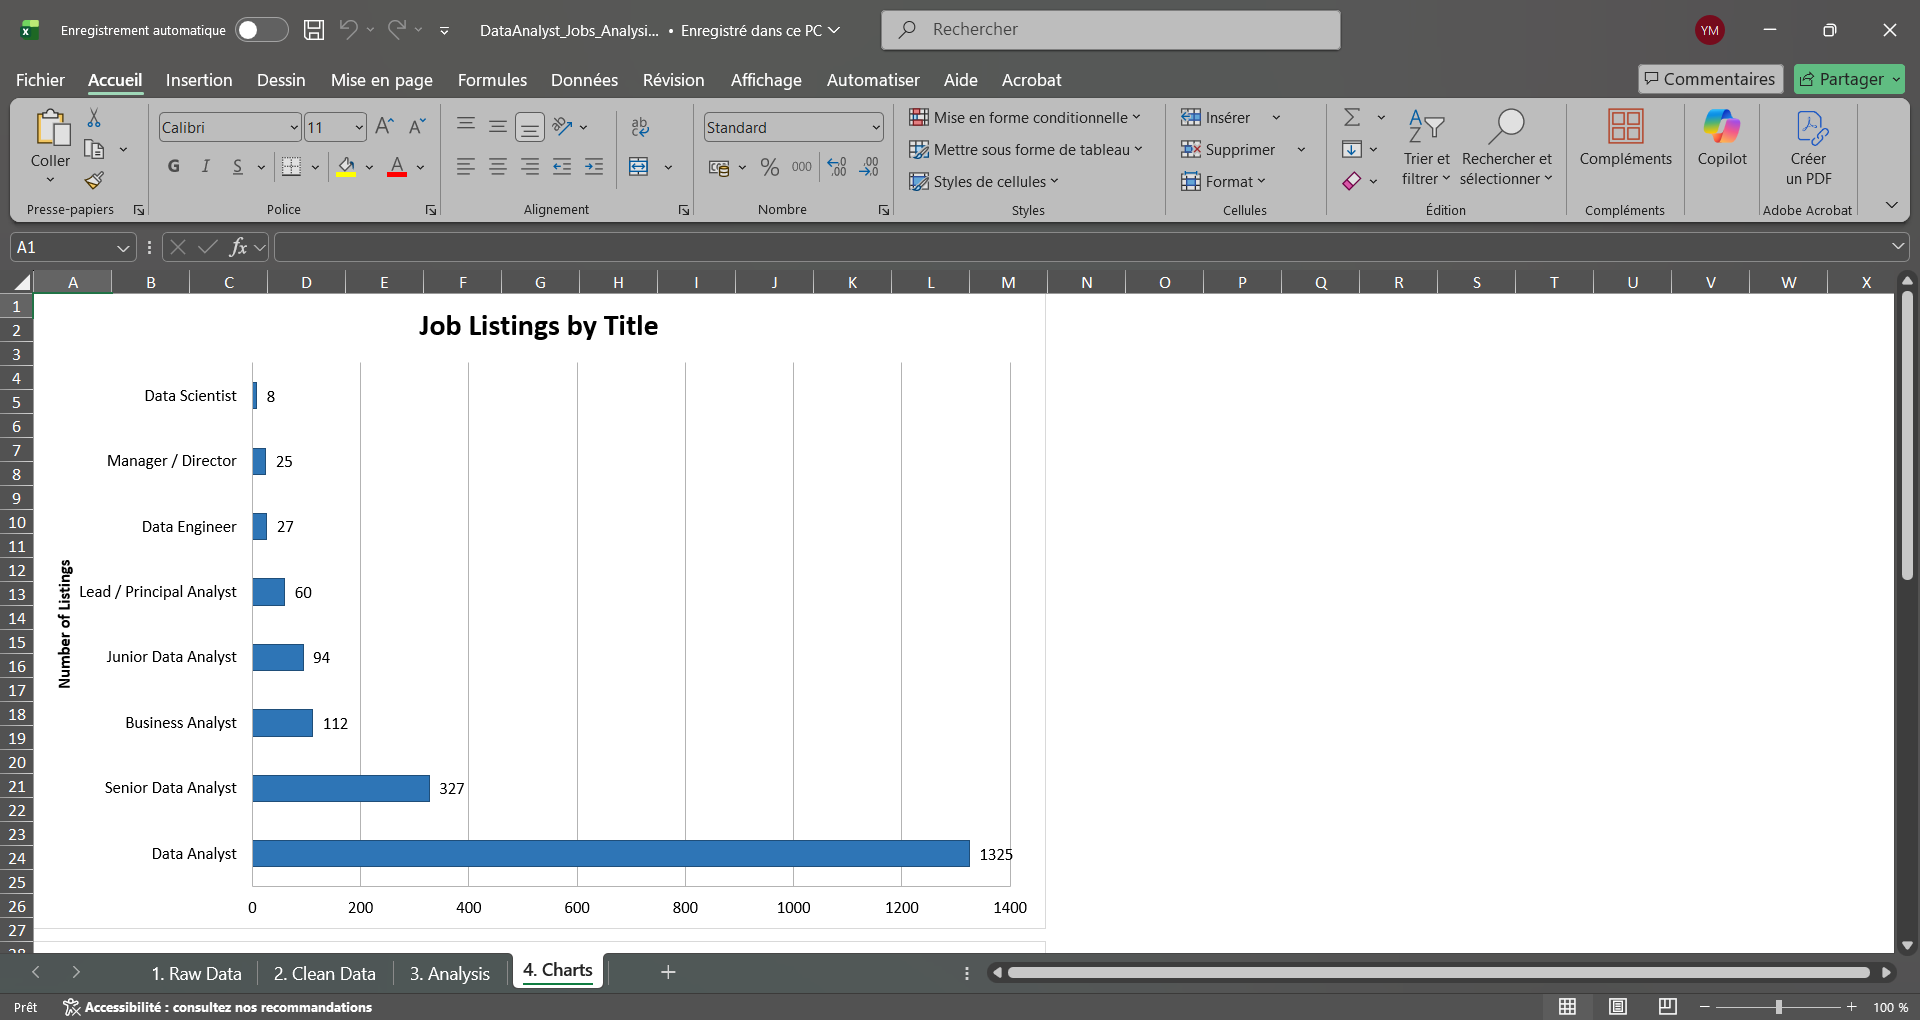 Enregistrement automatique
DataAnalyst_Jobs_Analysi... • Enregistré dans ce PC
Rechercher
YM
Fichier Accueil Insertion Dessin Mise en page Formules Données Révision Affichage Automatiser Aide Acrobat
Commentaires
Partager
Coller
Presse-papiers
Calibri 11
G I S A
Police
ab c
Alignement
Standard
% 000
Nombre
Mise en forme conditionnelle
Mettre sous forme de tableau
Styles de cellules
Styles
Insérer
Supprimer
Format
Cellules
Trier et
filtrer
Rechercher et
sélectionner
Édition
Compléments
Compléments
Copilot
Créer
un PDF
Adobe Acrobat
A1
fx
A B C D E F G H I J K L M N O P Q R S T U V W X
1
2
3
4
5
6
7
8
9
10
11
12
13
14
15
16
17
18
19
20
21
22
23
24
25
26
27
28
Job Listings by Title
Number of Listings
Data Scientist 8
Manager / Director 25
Data Engineer 27
Lead / Principal Analyst 60
Junior Data Analyst 94
Business Analyst 112
Senior Data Analyst 327
Data Analyst 1325
0 200 400 600 800 1000 1200 1400
1. Raw Data 2. Clean Data 3. Analysis 4. Charts
Prêt
Accessibilité : consultez nos recommandations
100 %